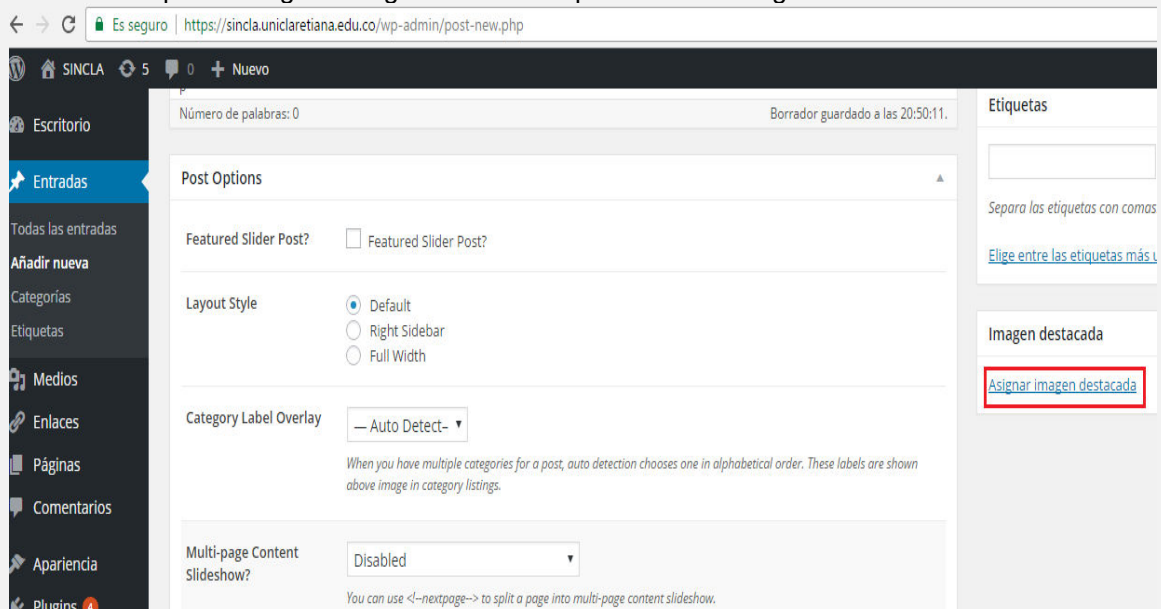 Es seguro | https://sincla.uniclaretiana.edu.co/wp-admin/post-new.php
SINCLA 5 0 + Nuevo
Escritorio
Entradas
Todas las entradas
Añadir nueva
Categorías
Etiquetas
Medios
Enlaces
Páginas
Comentarios
Apariencia
Plugins 4
p
Número de palabras: 0 Borrador guardado a las 20:50:11.
Post Options
Featured Slider Post? Featured Slider Post?
Layout Style Default
Right Sidebar
Full Width
Category Label Overlay — Auto Detect–
When you have multiple categories for a post, auto detection chooses one in alphabetical order. These labels are shown
above image in category listings.
Multi-page Content
Slideshow?
Disabled
You can use <!--nextpage--> to split a page into multi-page content slideshow.
Etiquetas
Separa las etiquetas con comas
Elige entre las etiquetas más
Imagen destacada
Asignar imagen destacada